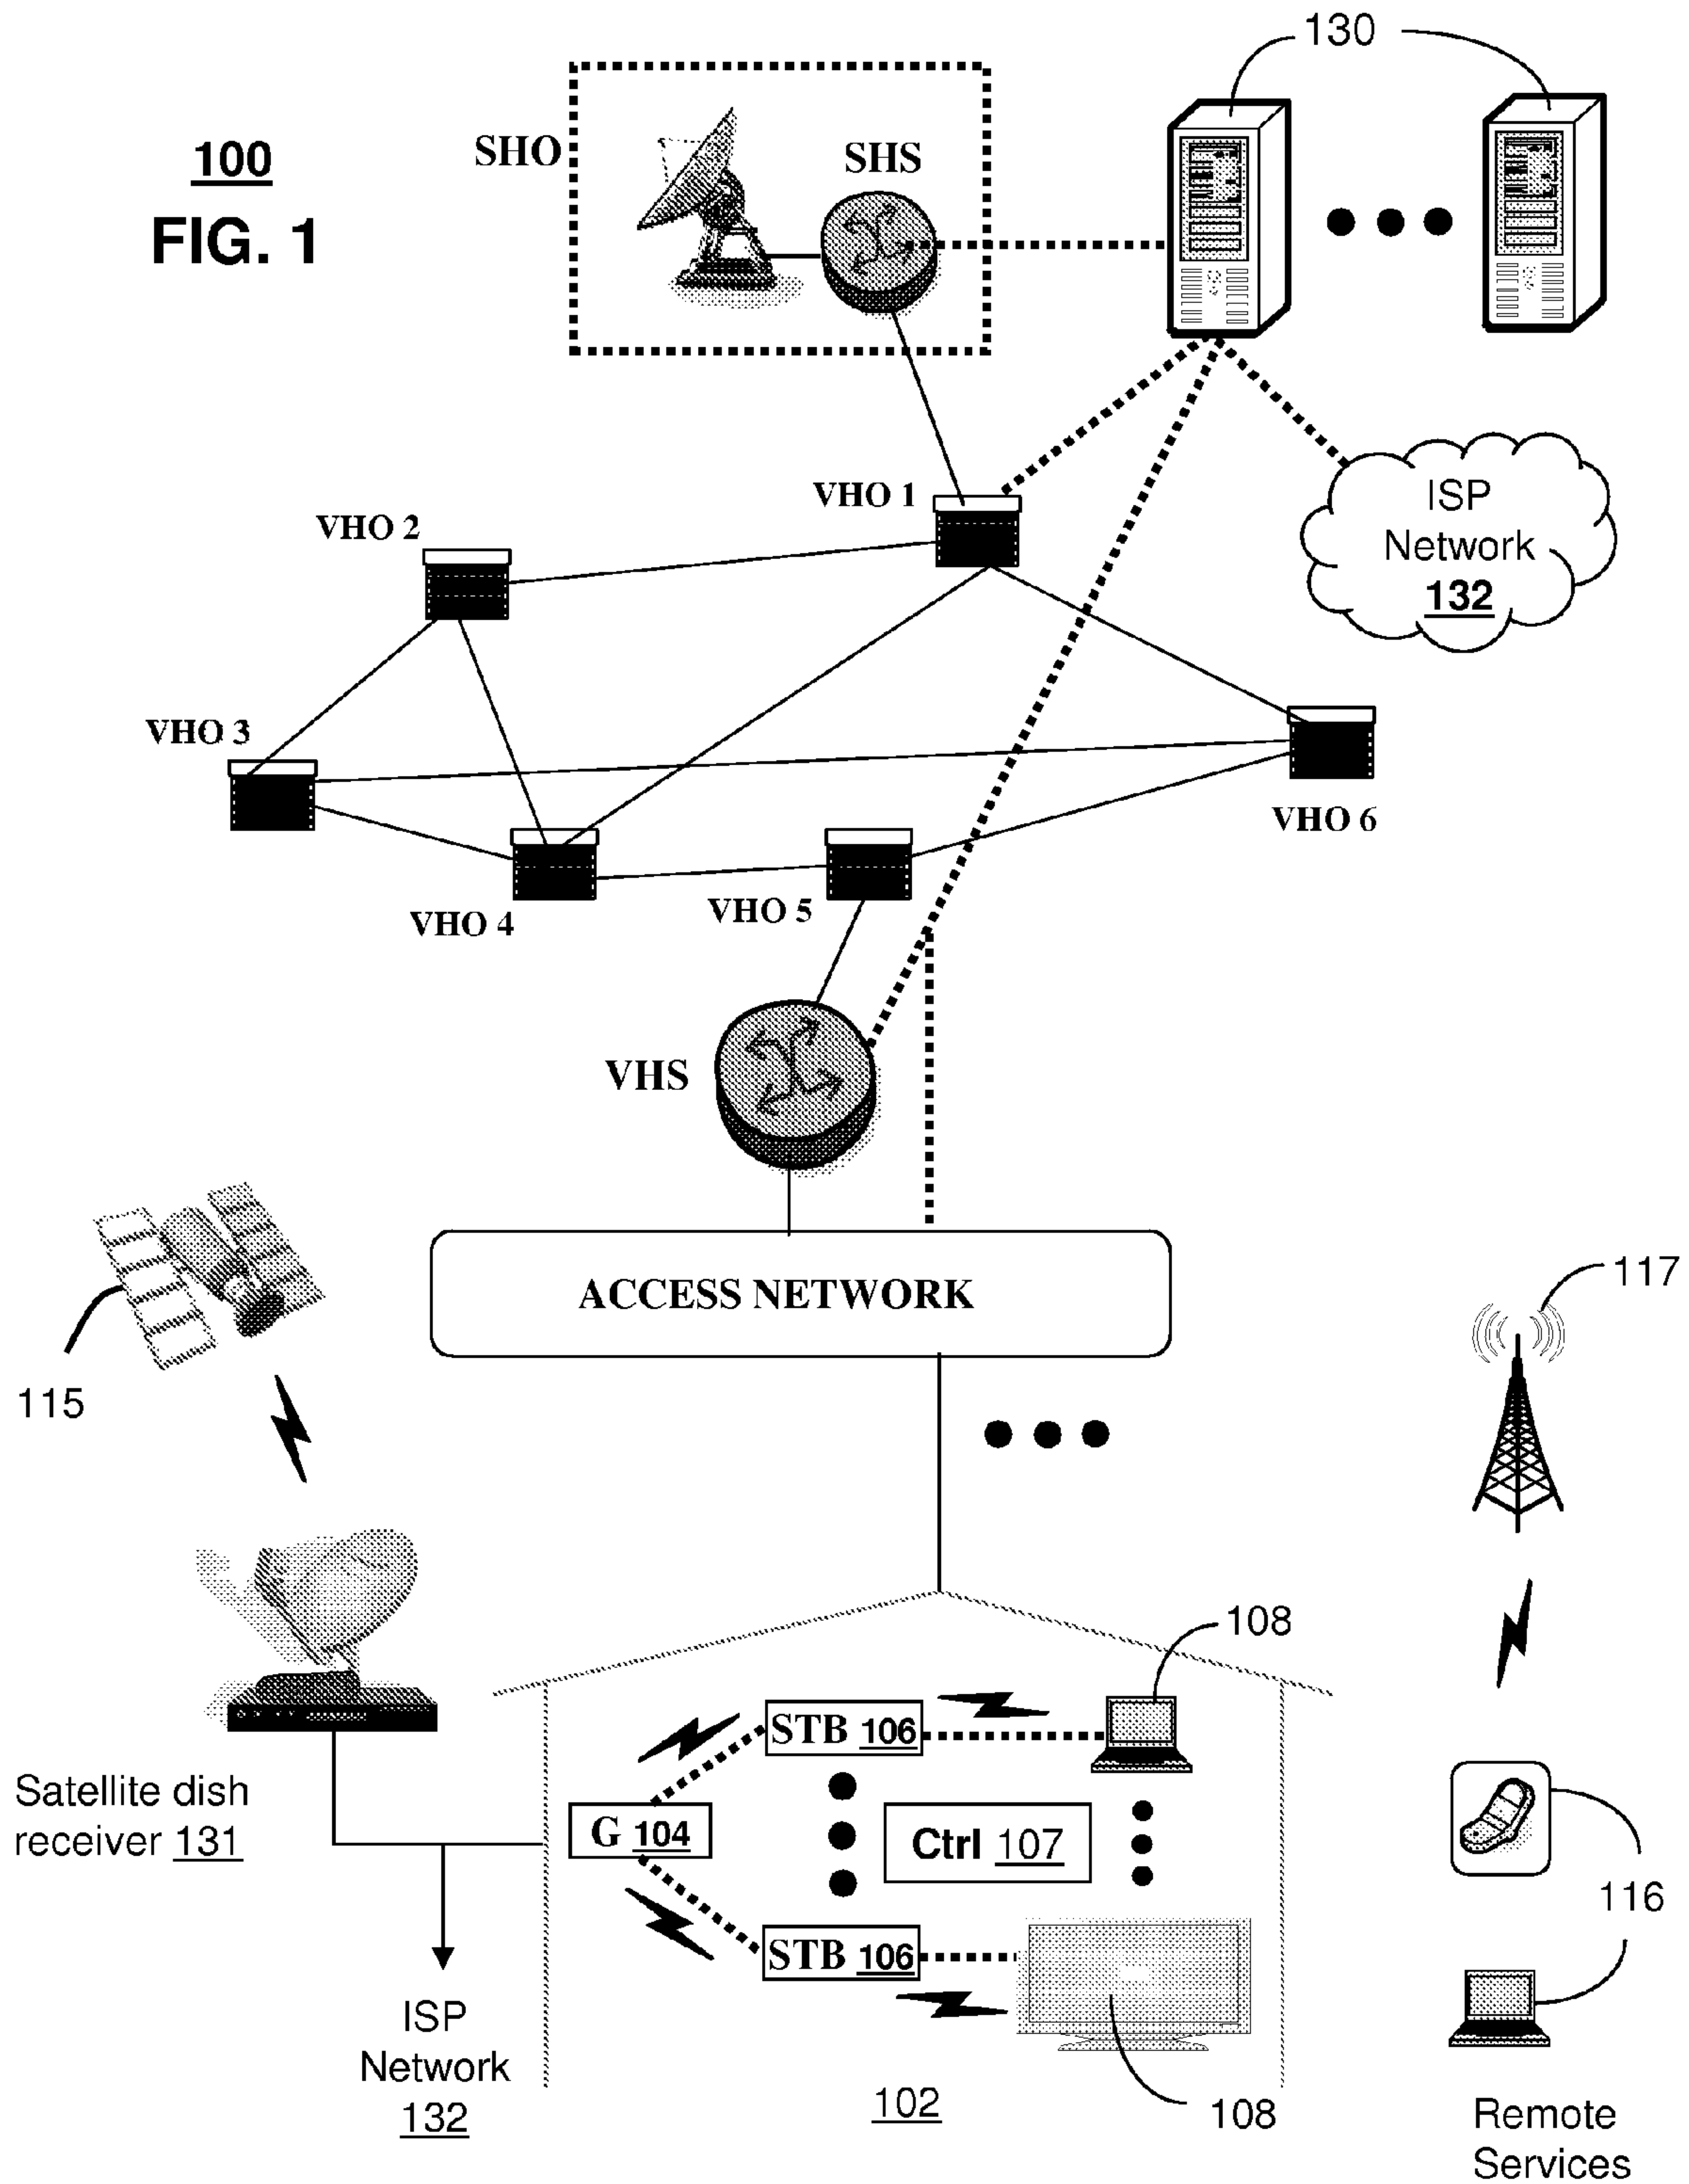 130
100
FIG. 1
SHO
SHS
VHO 1
VHO 2
ISP
Network
132
VHO 3
VHO 6
VHO 4
VHO 5
VHS
ACCESS NETWORK
117
115
108
STB 106
Satellite dish
receiver 131
G 104
Ctrl 107
116
STB 106
ISP
Network
132
102
108
Remote
Services